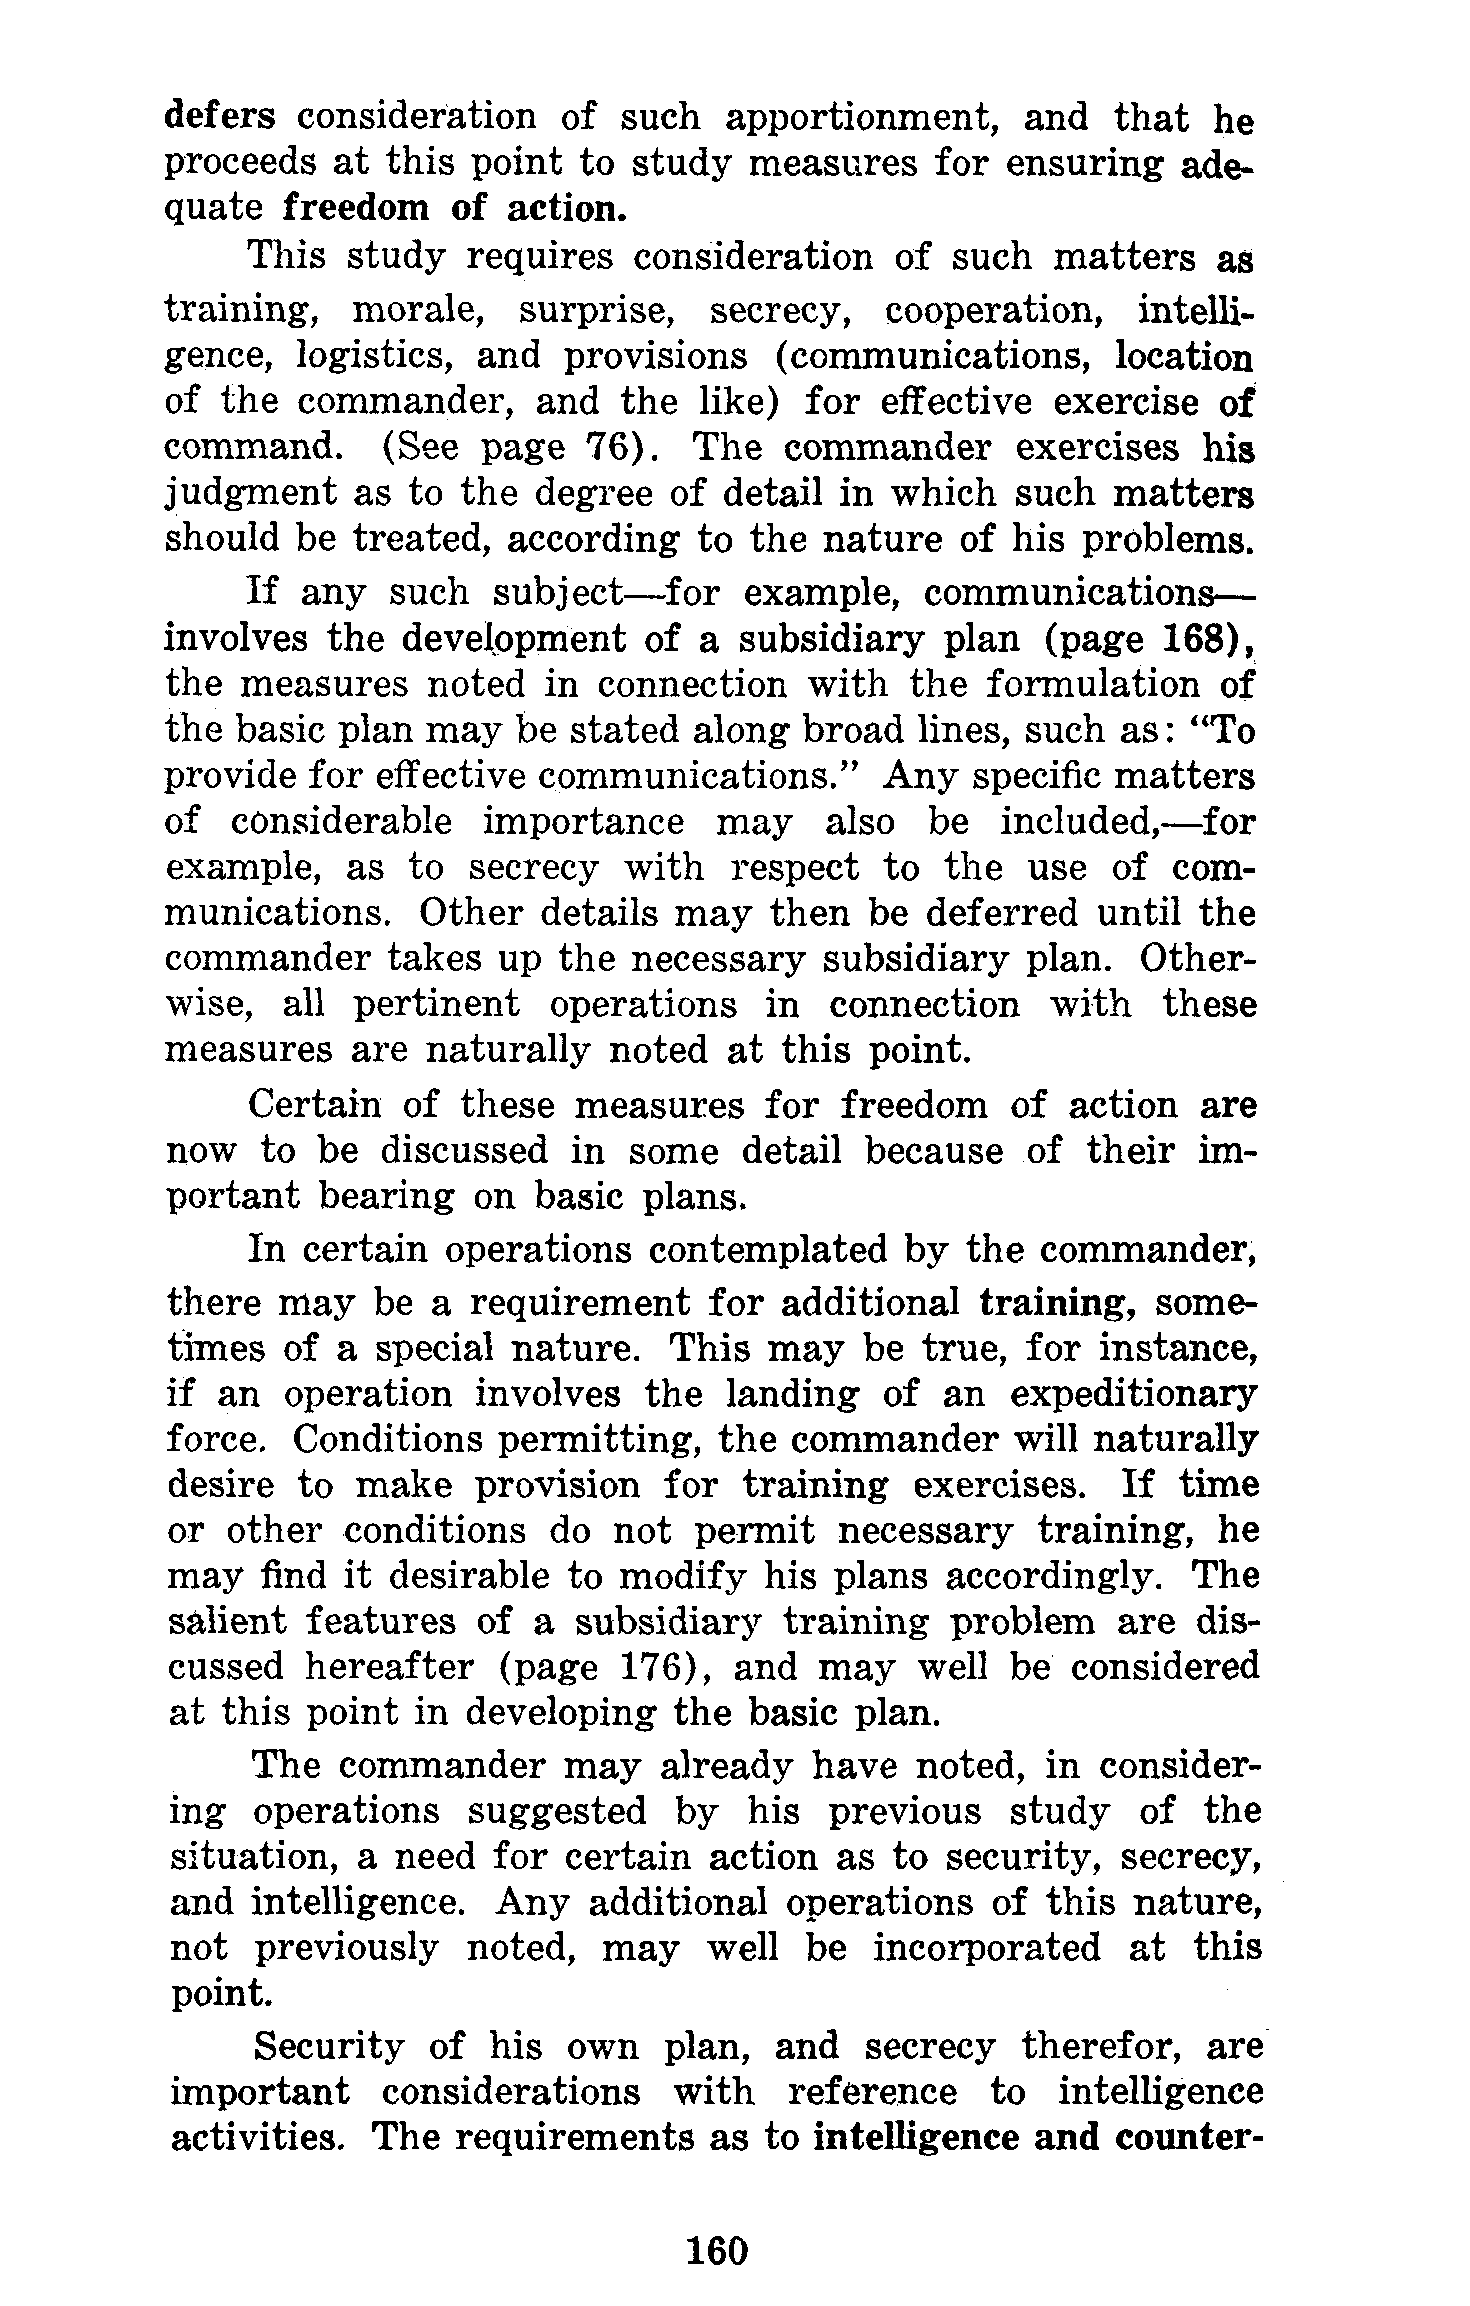 defers consideration of such apportionment, and that he
proceeds at this point to study measures for ensuring ade-
quate freedom of action.
This study requires consideration of such matters as
training, morale, surprise, secrecy, cooperation, intelli-
gence, logistics, and provisions (communications, location
of the commander, and the like) for effective exercise of
command. (See page 76). The commander exercises his
judgment as to the degree of detail in which such matters
should be treated, according to the nature of his problems.
If any such subject—for example, communications—
involves the development of a subsidiary plan (page 168),
the measures noted in connection with the formulation of
the basic plan may be stated along broad lines, such as: "To
provide for effective communications." Any specific matters
of considerable importance may also be included,—for
example, as to secrecy with respect to the use of com-
munications. Other details may then be deferred until the
commander takes up the necessary subsidiary plan. Other-
wise, all pertinent operations in connection with these
measures are naturally noted at this point.
Certain of these measures for freedom of action are
now to be discussed in some detail because of their im-
portant bearing on basic plans.
In certain operations contemplated by the commander,
there may be a requirement for additional training, some-
times of a special nature. This may be true, for instance,
if an operation involves the landing of an expeditionary
force. Conditions permitting, the commander will naturally
desire to make provision for training exercises. If time
or other conditions do not permit necessary training, he
may find it desirable to modify his plans accordingly. The
salient features of a subsidiary training problem are dis-
cussed hereafter (page 176), and may well be considered
at this point in developing the basic plan.
The commander may already have noted, in consider-
ing operations suggested by his previous study of the
situation, a need for certain action as to security, secrecy,
and intelligence. Any additional operations of this nature,
not previously noted, may well be incorporated at this
point.
Security of his own plan, and secrecy therefor, are
important considerations with reference to intelligence
activities. The requirements as to intelligence and counter-
160